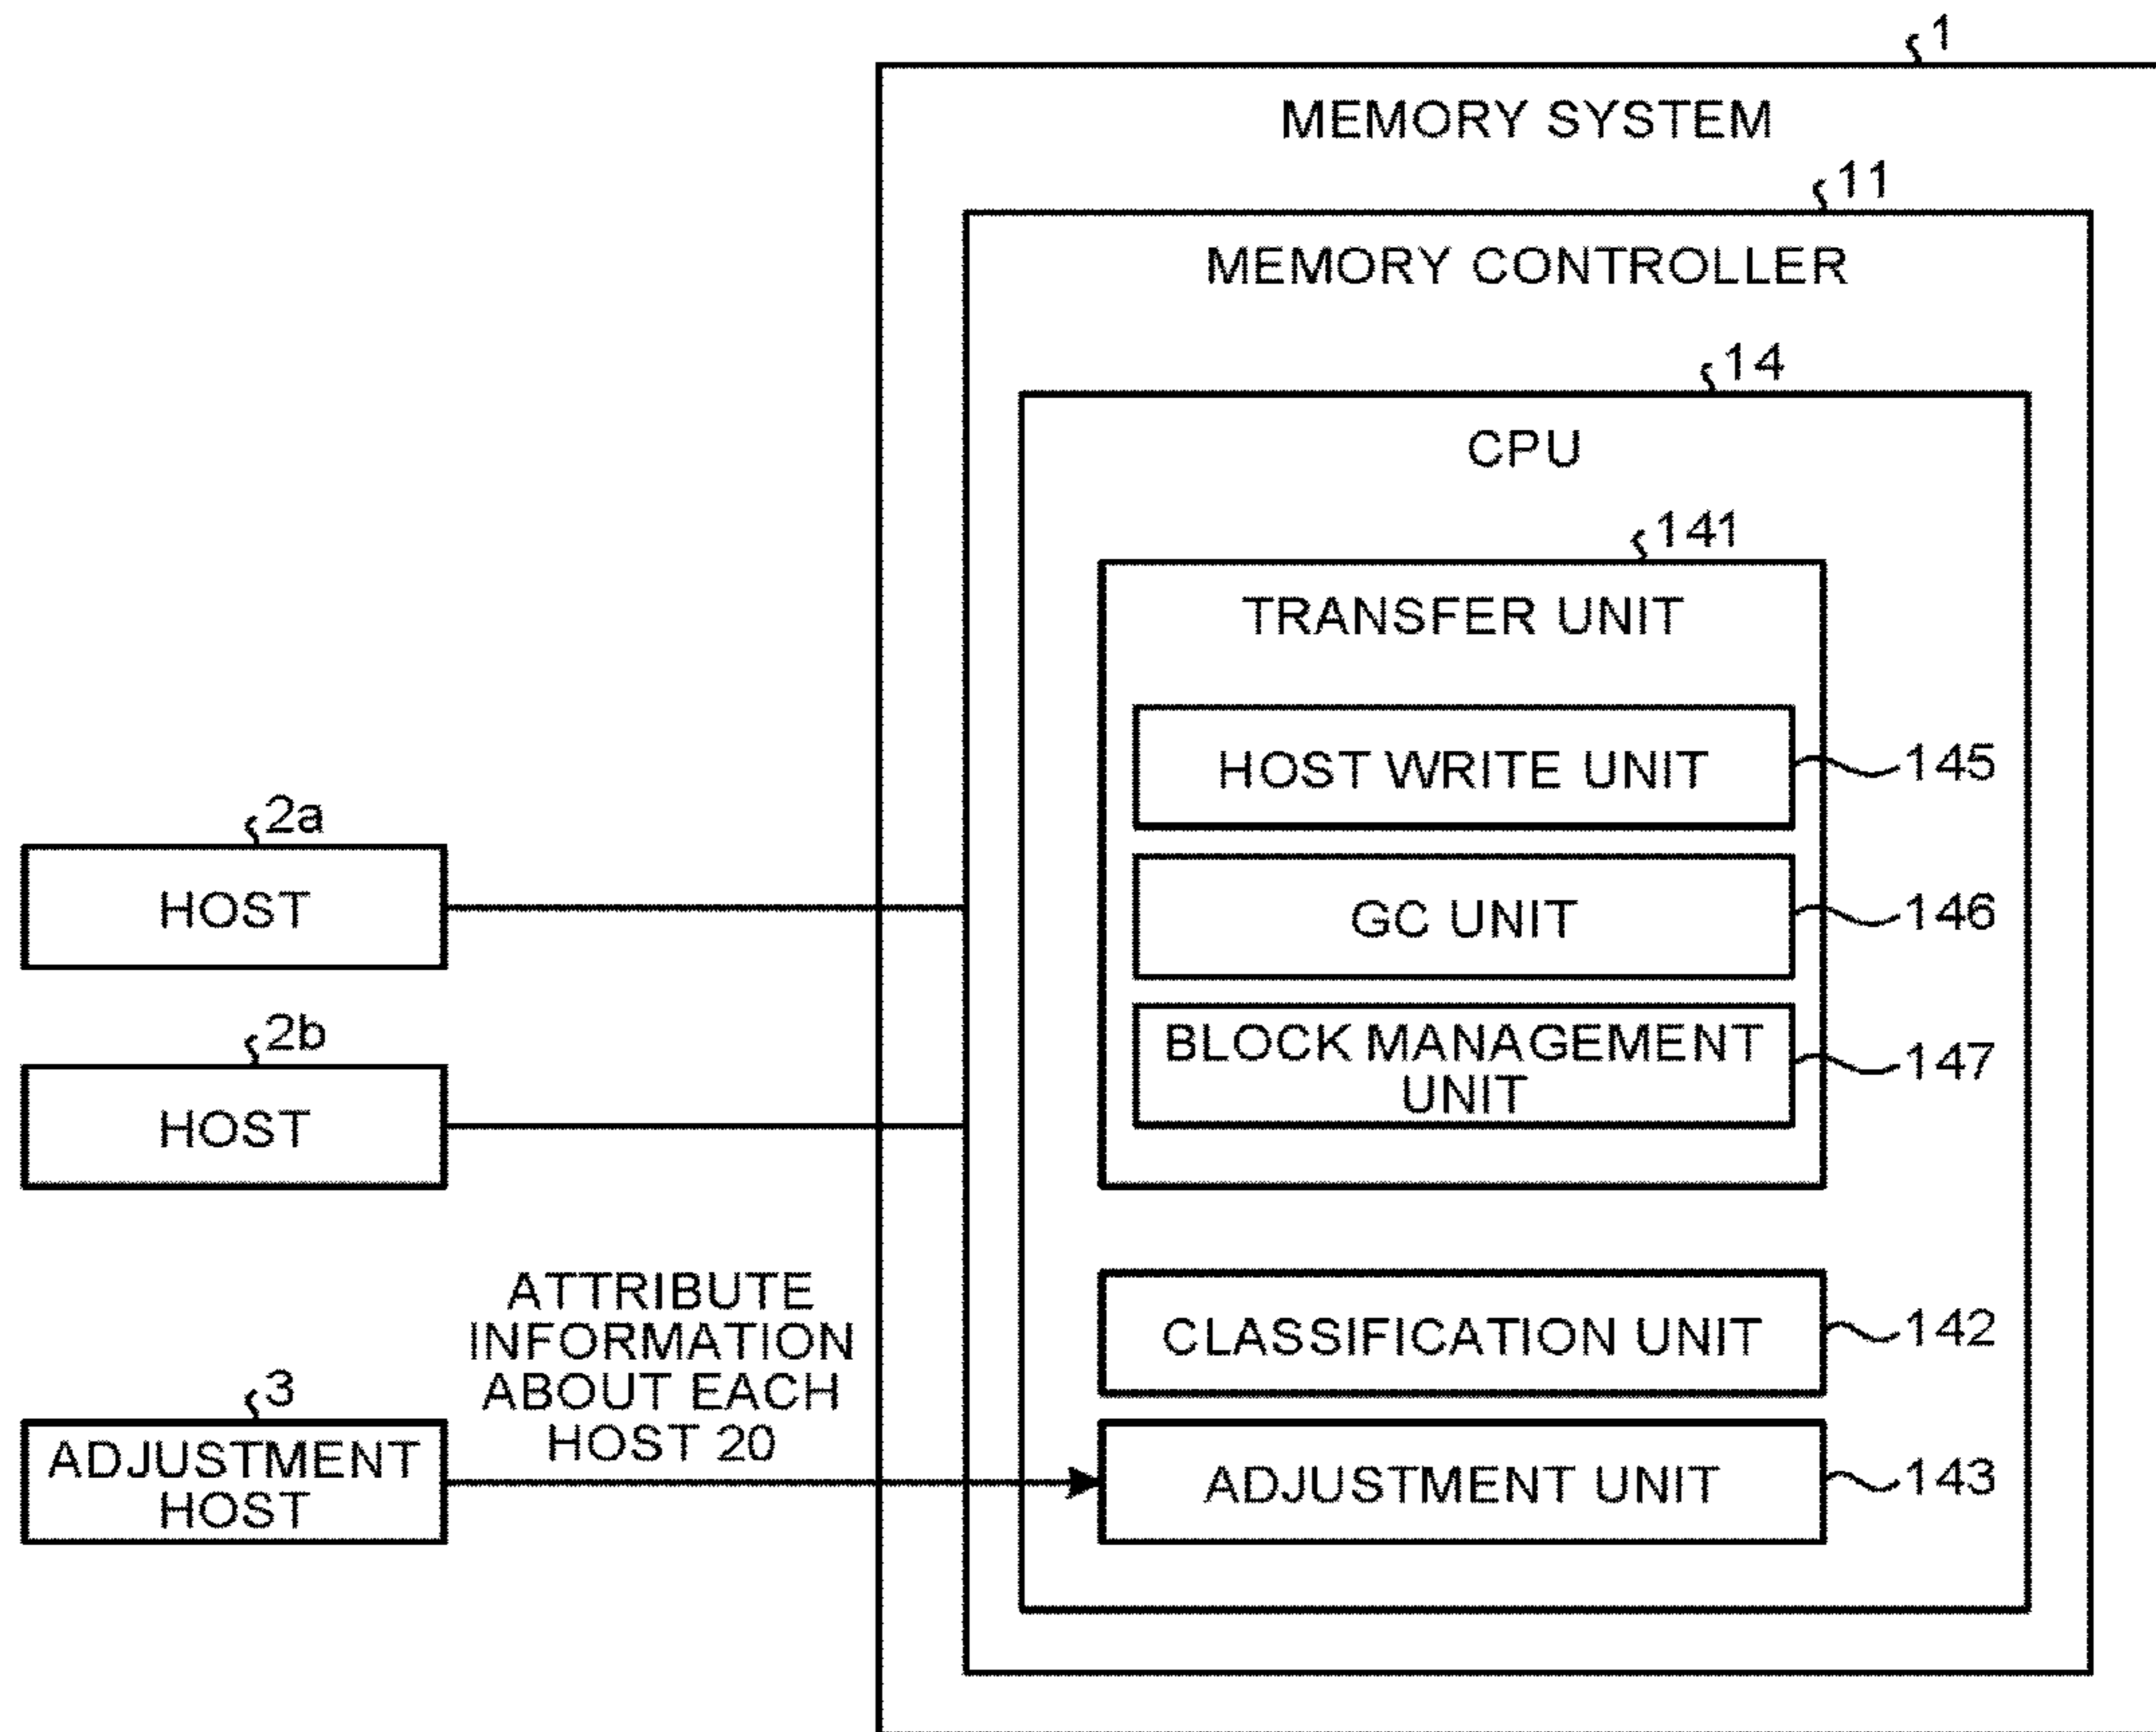 1
MEMORY SYSTEM
11
MEMORY CONTROLLER
14
CPU
141
TRANSFER UNIT
HOST WRITE UNIT
145
2a
HOST
GC UNIT
146
2b
HOST
BLOCK MANAGEMENT
UNIT
147
ATTRIBUTE
INFORMATION
ABOUT EACH
HOST 20
CLASSIFICATION UNIT
142
3
ADJUSTMENT
HOST
ADJUSTMENT UNIT
143